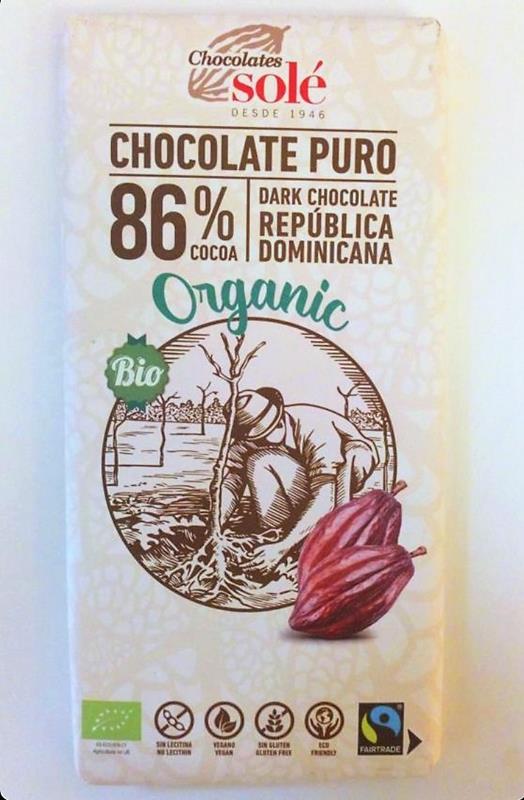 Chocolates
solé
DESDE 1946
CHOCOLATE PURO
86%
COCOA
DARK CHOCOLATE
REPÚBLICA
DOMINICANA
Organic
Bio
SIN LECITINA
NO LECITHIN
VEGANO
VEGAN
SIN GLUTEN
GLUTEN FREE
ECO
FRIENDLY
FAIRTRADE